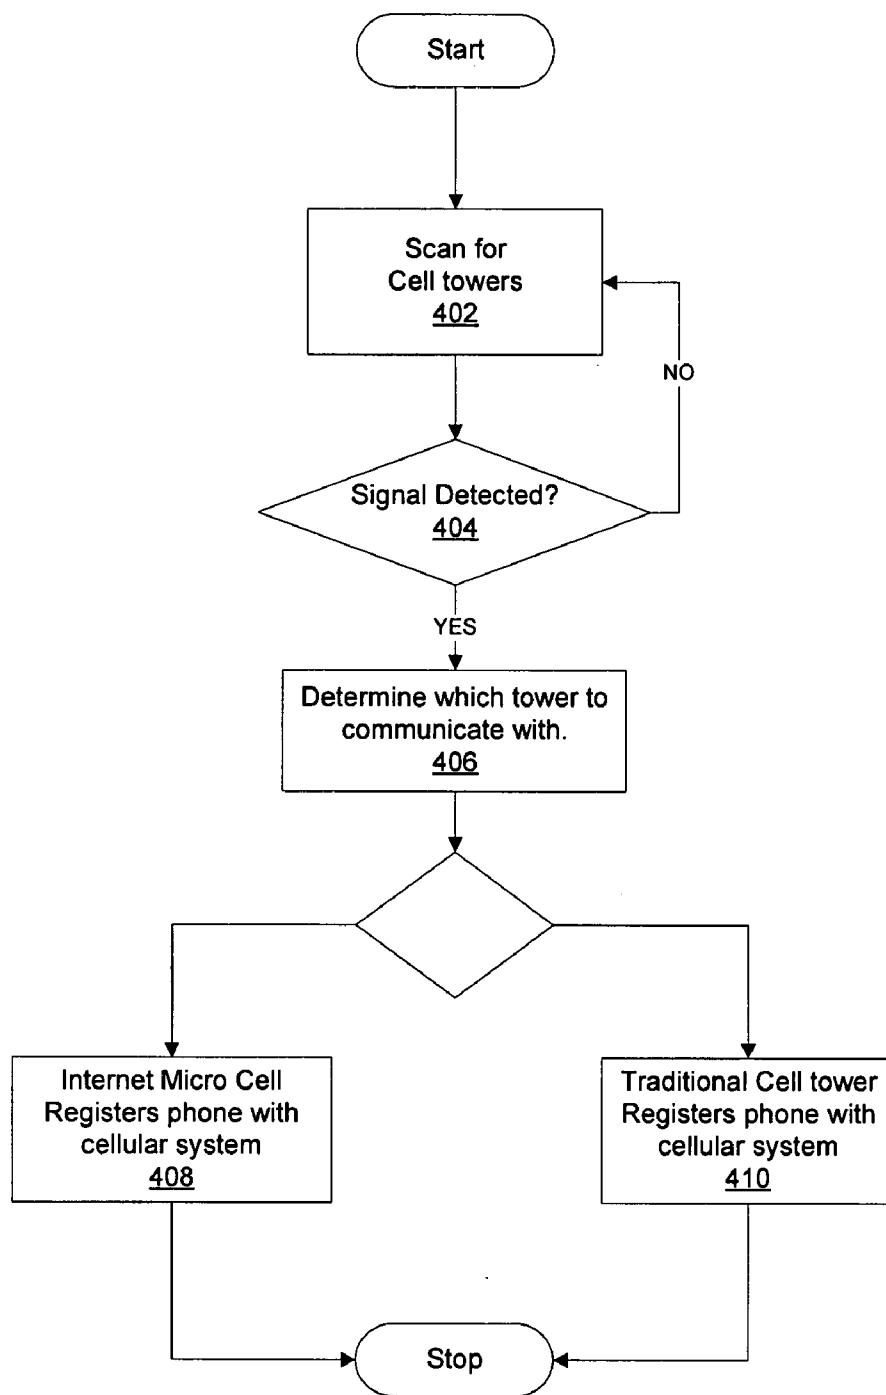 Start
Scan for
Cell towers
402
NO
Signal Detected?
404
YES
Determine which tower to
communicate with.
406
Internet Micro Cell
Registers phone with
cellular system
408
Traditional Cell tower
Registers phone with
cellular system
410
Stop